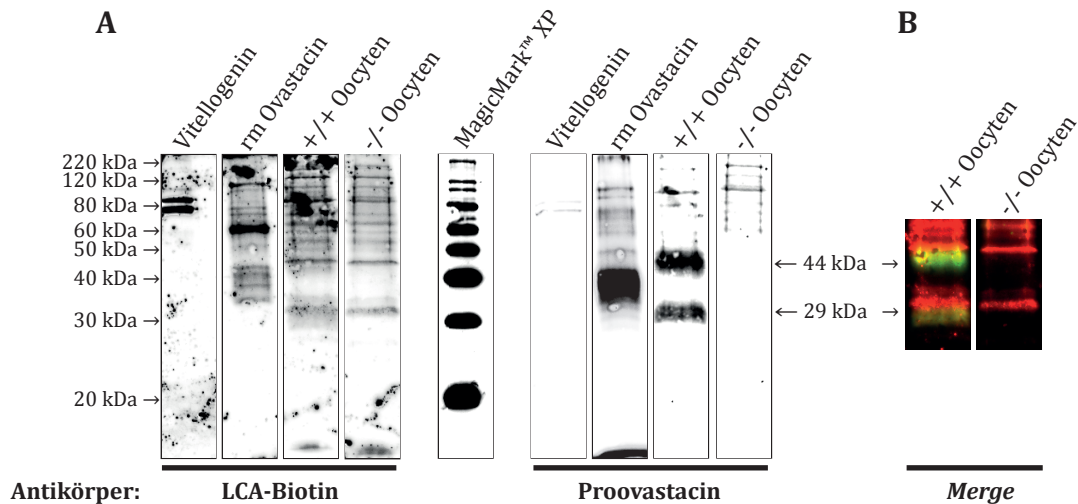 A
B
Vitellogenin
rm Ovastacin
+/+ Oocyten
-/- Oocyten
MagicMark™ XP
Vitellogenin
rm Ovastacin
+/+ Oocyten
-/- Oocyten
+/+ Oocyten
-/- Oocyten
220 kDa →
120 kDa →
80 kDa →
60 kDa →
50 kDa →
40 kDa →
30 kDa →
20 kDa →
← 44 kDa →
← 29 kDa →
Antikörper: LCA-Biotin Proovastacin Merge